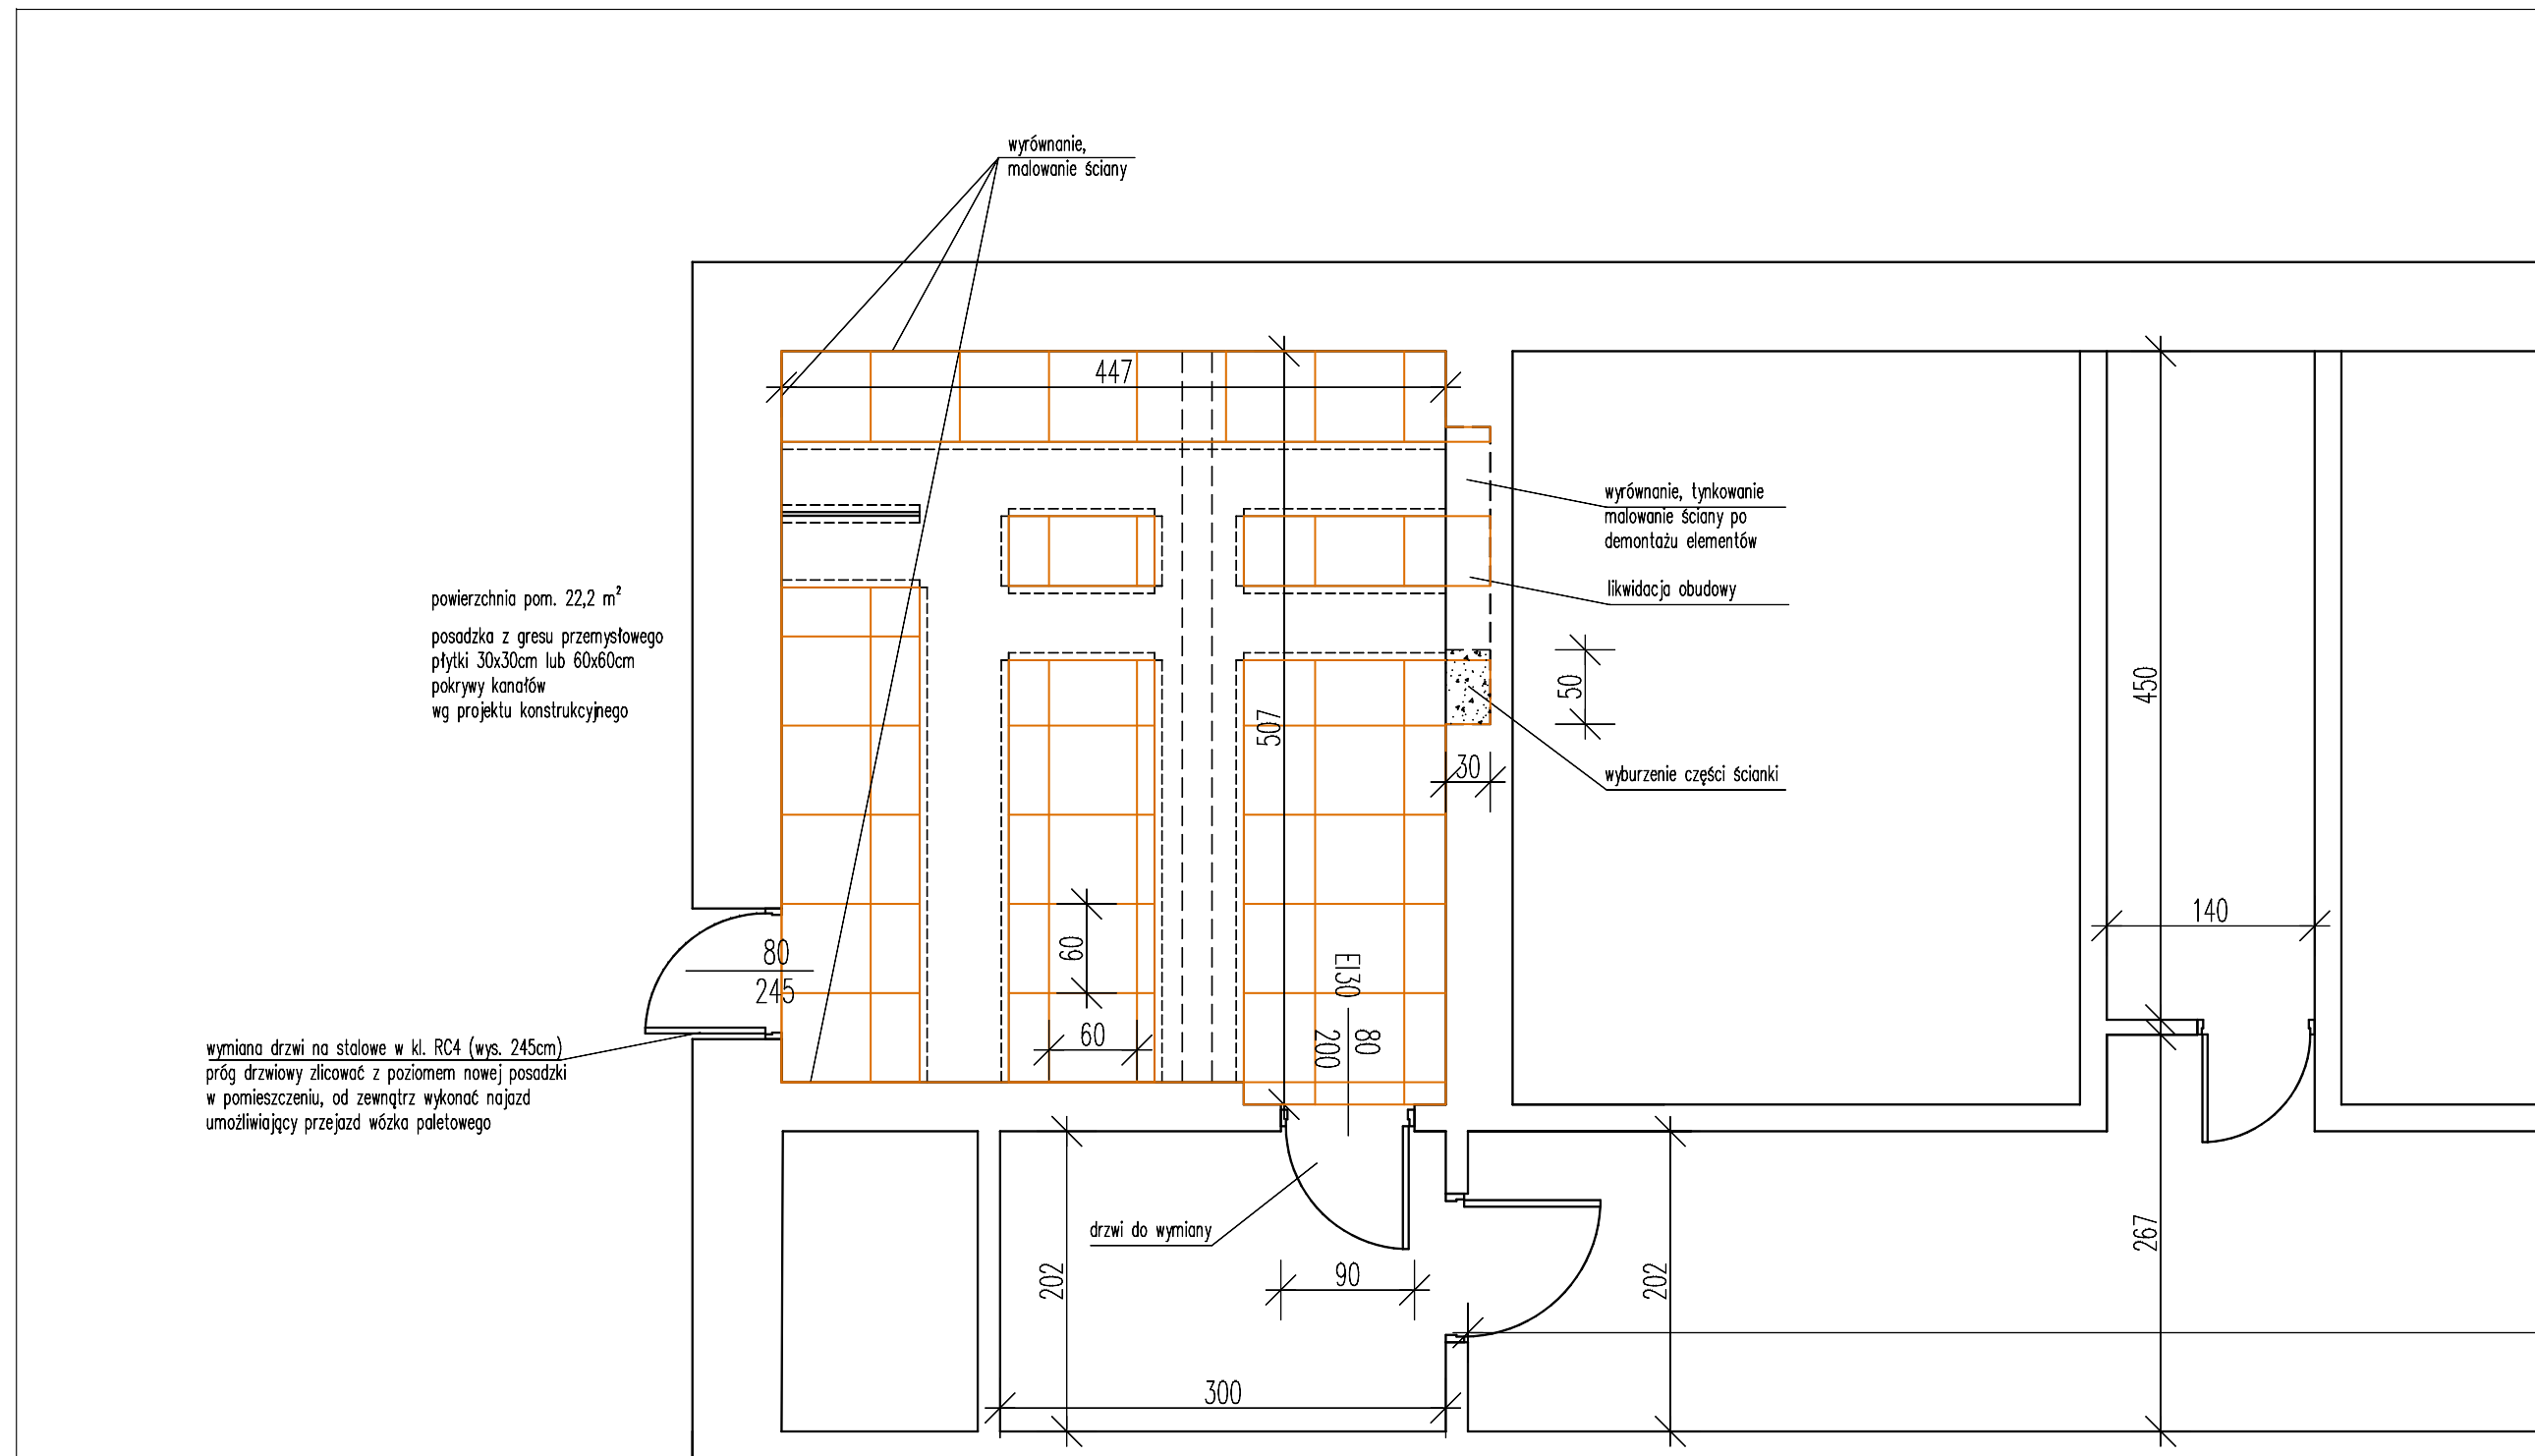 wyrównanie,
malowanie ściany
447
wyrównanie, tynkowanie
malowanie ściany po
demontażu elementów
likwidacja obudowy
powierzchnia pom. 22,2 m²
posadzka z gresu przemysłowego
płytki 30x30cm lub 60x60cm
pokrywy kanałów
wg projektu konstrukcyjnego
50
450
507
30
wyburzenie części ścianki
140
80
245
60
EI30
80
200
60
wymiana drzwi na stalowe w kl. RC4 (wys. 245cm)
próg drzwiowy zlicować z poziomem nowej posadzki
w pomieszczeniu, od zewnątrz wykonać najazd
umożliwiający przejazd wózka paletowego
drzwi do wymiany
202
90
202
267
300